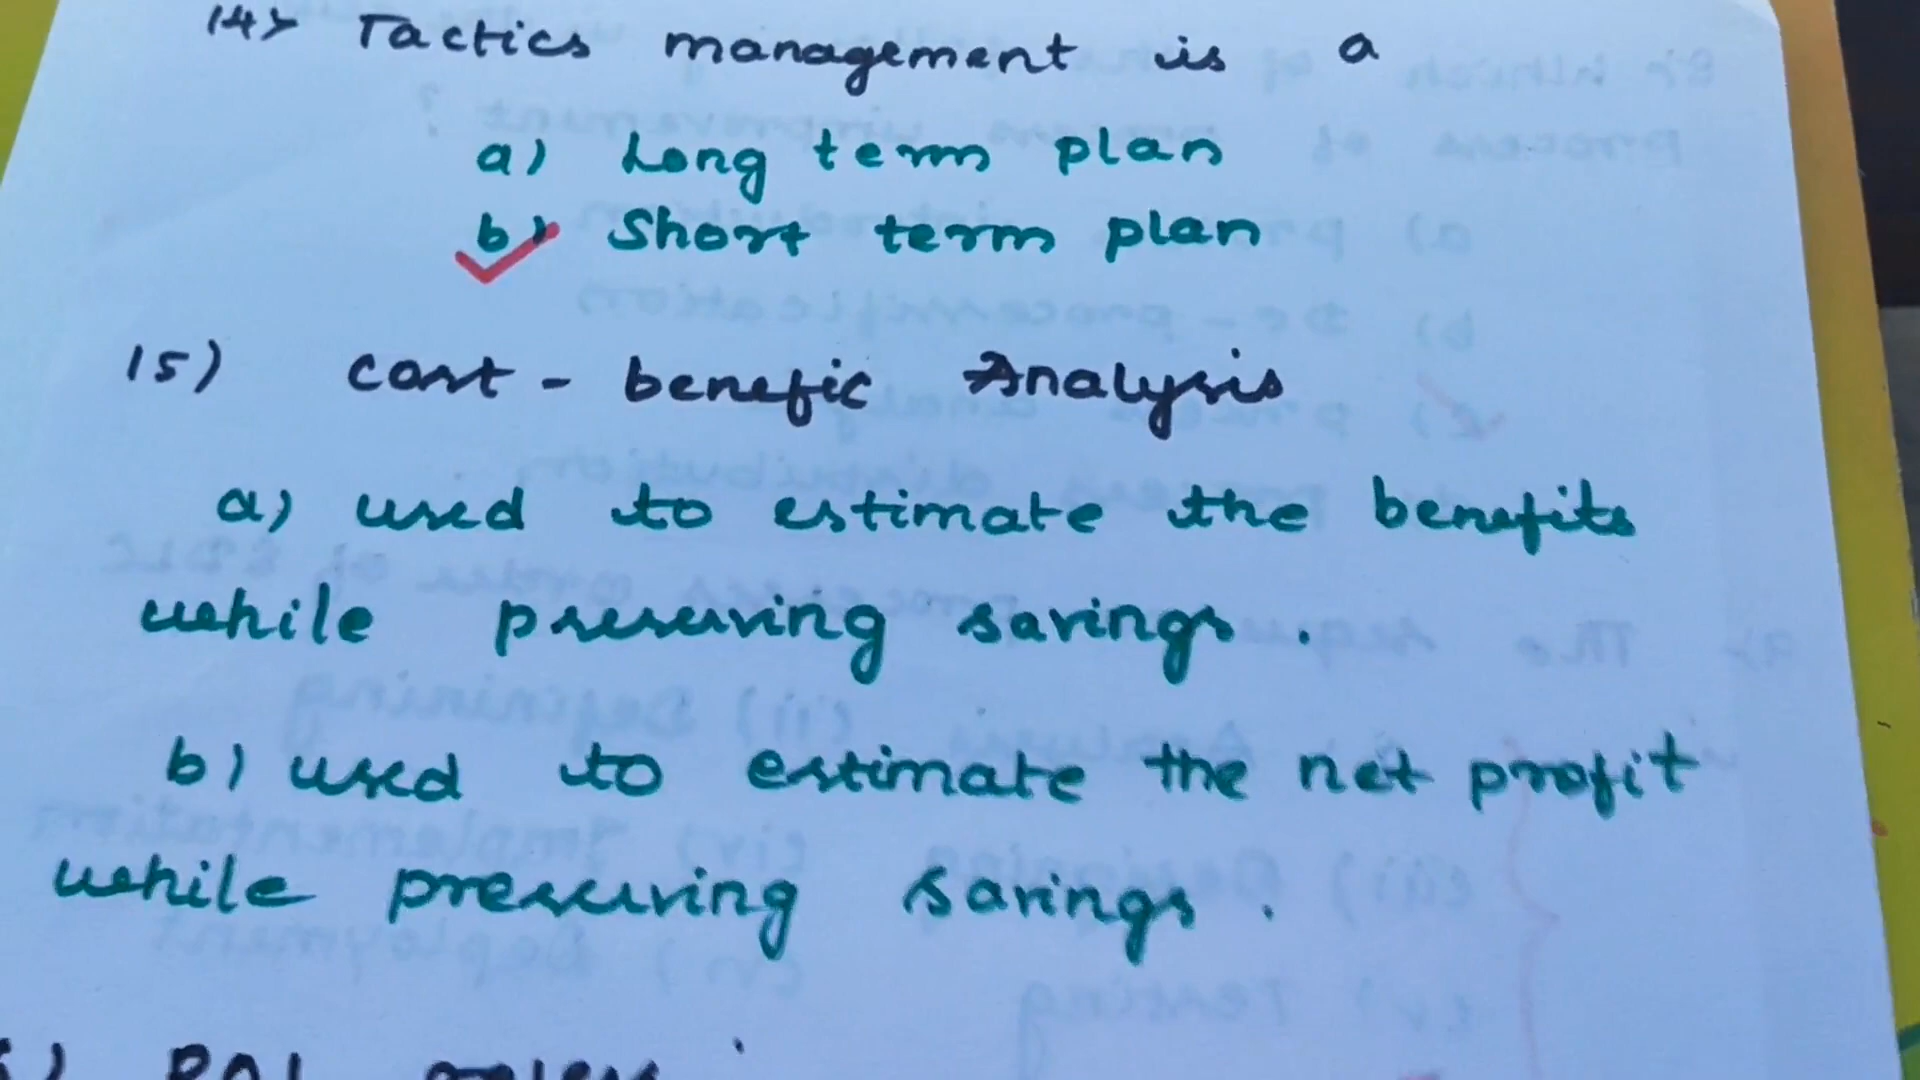 14> Tactics management is a
a) Long term plan
b) Short term plan
15) cost - benefic Analysis
a) used to estimate the benefits
while preserving savings.
b) used to estimate the net profit
while preserving savings.